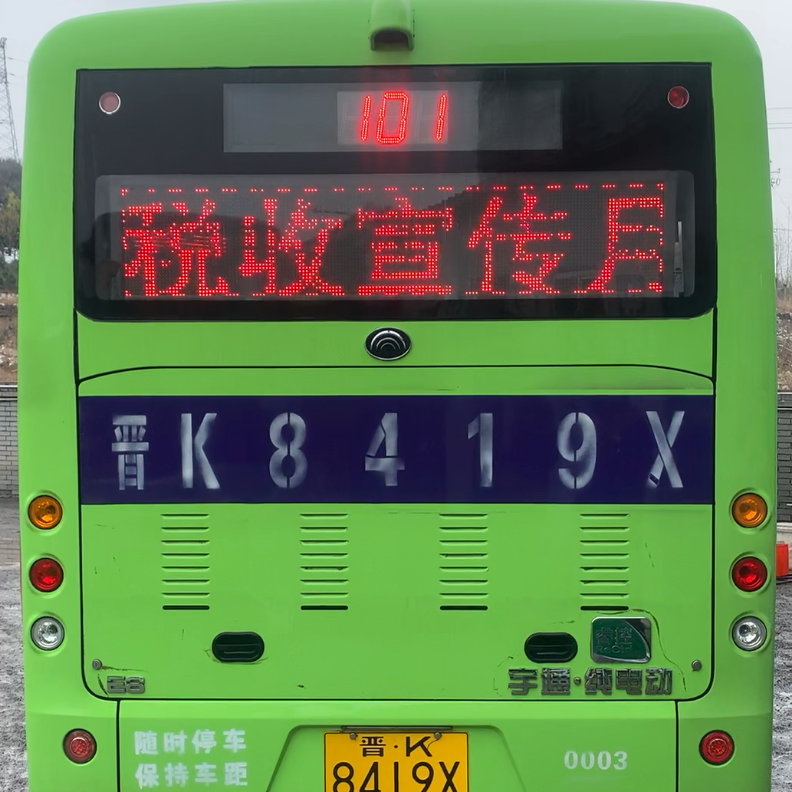 101
税收宣传月
晋K8419X
E8
宇通·纯电动
随时停车
保持车距
0003
晋·K
8419X